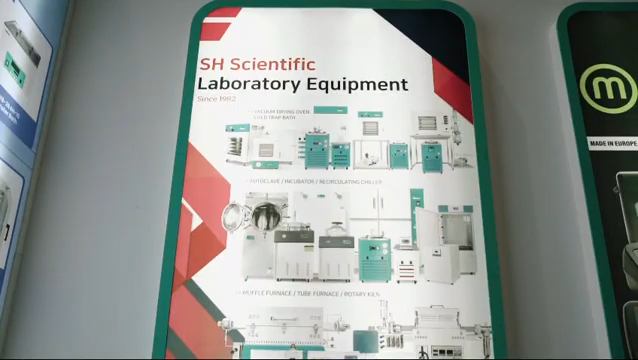 SH Scientific
Laboratory Equipment
Since 1982
VACUUM DRYING OVEN
COLD TRAP BATH
AUTOCLAVE / INCUBATOR / RECIRCULATING CHILLER
MUFFLE FURNACE / TUBE FURNACE / ROTARY KILN
m
MADE IN EUROPE